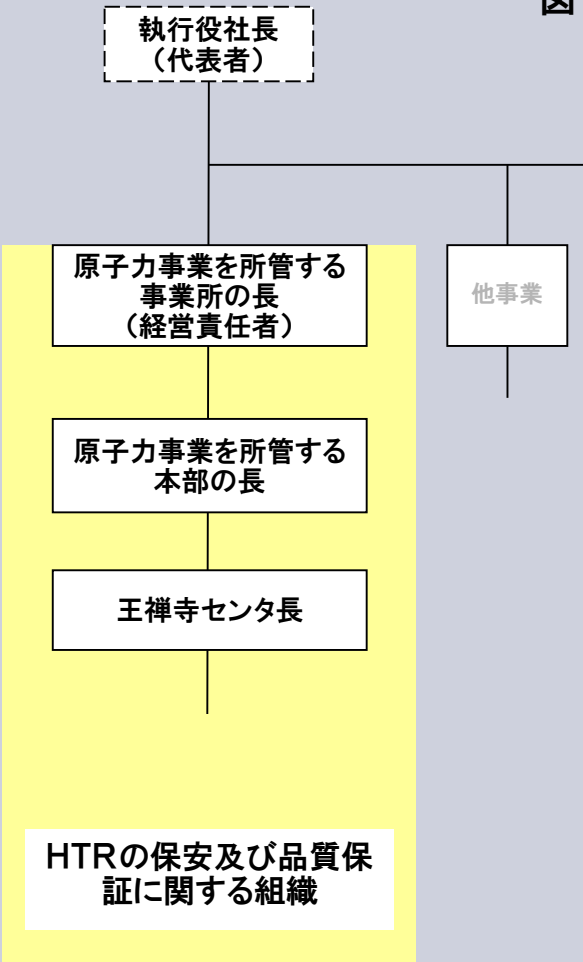 図
執行役社長
（代表者）
原子力事業を所管する
事業所の長
（経営責任者）
他事業
原子力事業を所管する
本部の長
王禅寺センタ長
HTRの保安及び品質保
証に関する組織